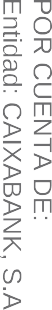 POR CUENTA DE:
Entidad: CAIXABANK, S.A